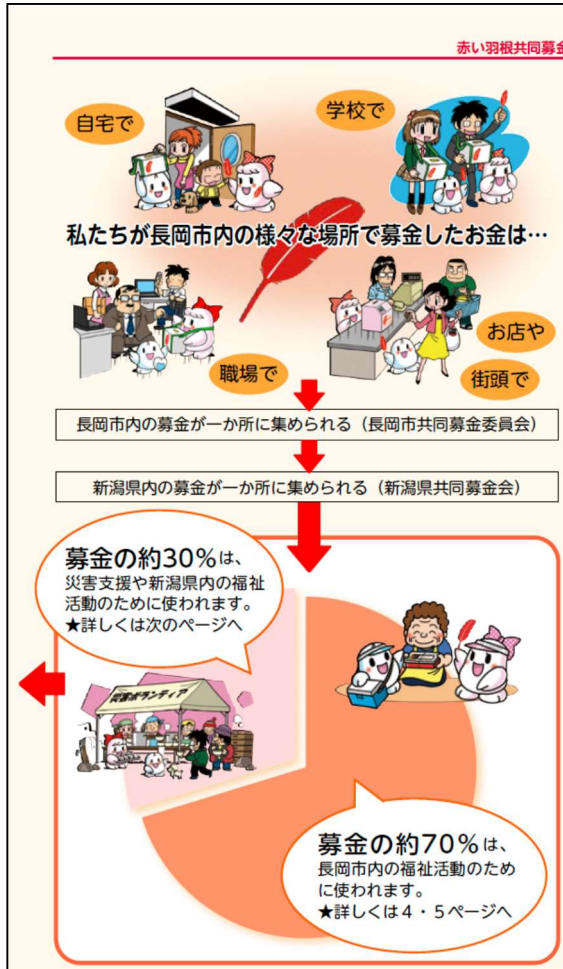 赤い羽根共同募金
自宅で
学校で
私たちが長岡市内の様々な場所で募金したお金は…
職場で
お店や
街頭で
長岡市内の募金が一か所に集められる（長岡市共同募金委員会）
新潟県内の募金が一か所に集められる（新潟県共同募金会）
募金の約30％は、
災害支援や新潟県内の福祉
活動のために使われます。
★詳しくは次のページへ
災害ボランティア
募金の約70％は、
長岡市内の福祉活動のため
に使われます。
★詳しくは４・５ページへ